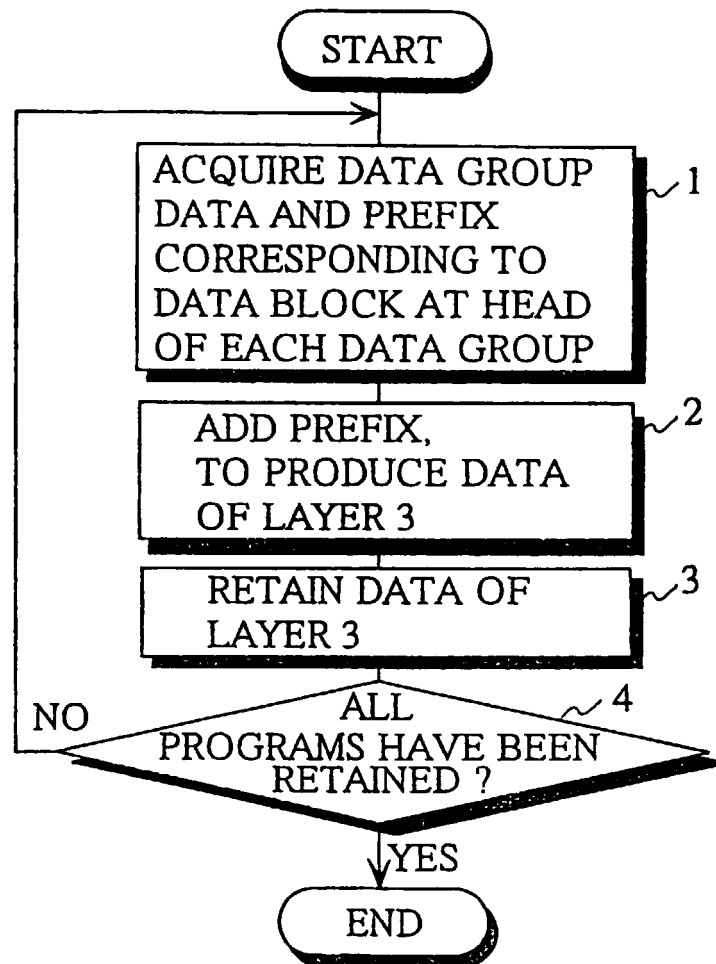 START
ACQUIRE DATA GROUP
DATA AND PREFIX
CORRESPONDING TO
DATA BLOCK AT HEAD
OF EACH DATA GROUP
1
ADD PREFIX,
TO PRODUCE DATA
OF LAYER 3
2
RETAIN DATA OF
LAYER 3
3
ALL
PROGRAMS HAVE BEEN
RETAINED ?
4
NO
YES
END